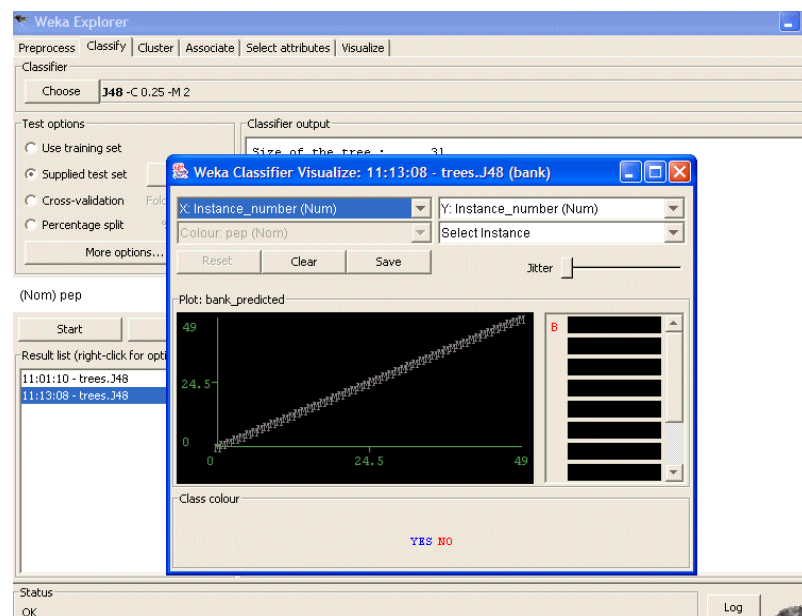 Weka Explorer
Preprocess Classify Cluster Associate Select attributes Visualize
Classifier
Choose J48 -C 0.25 -M 2
Test options
Use training set
Supplied test set
Cross-validation Fold
Percentage split %
More options...
(Nom) pep
Start
Result list (right-click for opti
11:01:10 - trees.J48
11:13:08 - trees.J48
Classifier output
Size of the tree : 31
Weka Classifier Visualize: 11:13:08 - trees.J48 (bank)
X: Instance_number (Num) Y: Instance_number (Num)
Colour: pep (Nom) Select Instance
Reset Clear Save Jitter
Plot: bank_predicted
49
24.5
0
0 24.5 49
B
Class colour
YES NO
Status
OK
Log